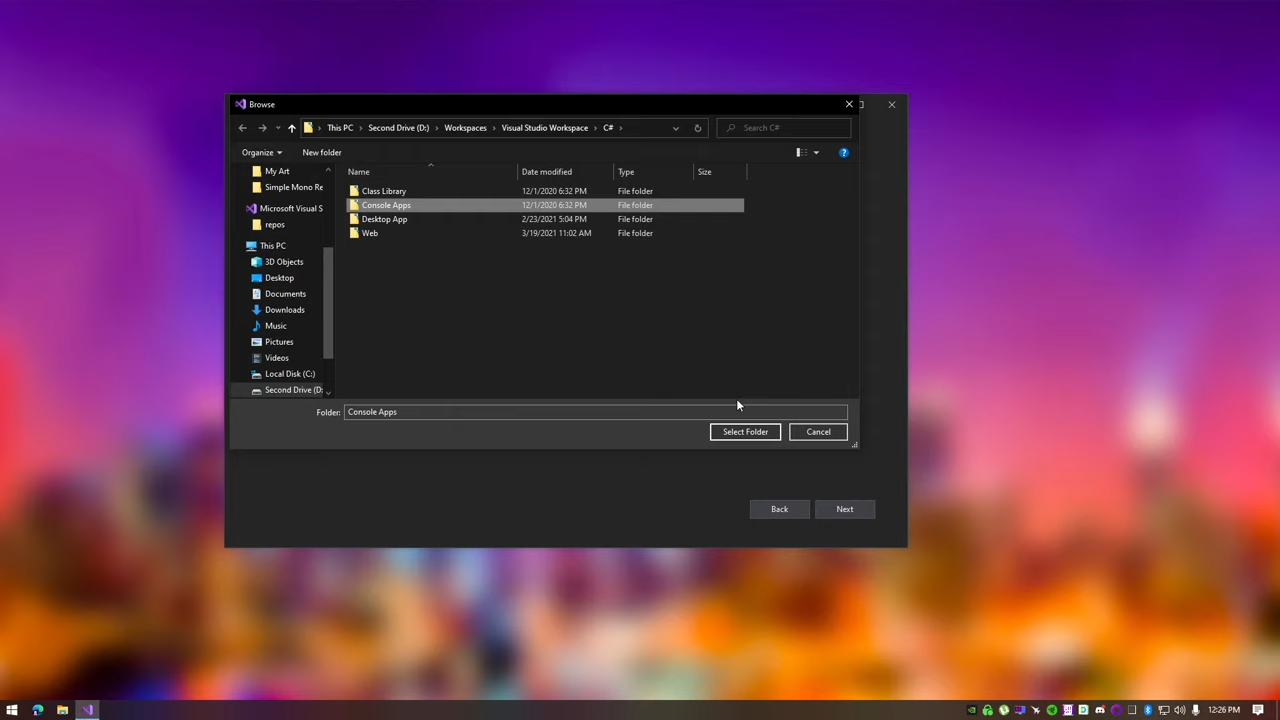 Browse
This PC > Second Drive (D:) > Workspaces > Visual Studio Workspace > C# >
Search C#
Organize
New folder
Name
Date modified
Type
Size
My Art
Simple Mono Re
Microsoft Visual S
repos
This PC
3D Objects
Desktop
Documents
Downloads
Music
Pictures
Videos
Local Disk (C:)
Second Drive (D:
Class Library 12/1/2020 6:32 PM File folder
Console Apps 12/1/2020 6:32 PM File folder
Desktop App 2/23/2021 5:04 PM File folder
Web 3/19/2021 11:02 AM File folder
Folder: Console Apps
Select Folder
Cancel
Back
Next
12:26 PM